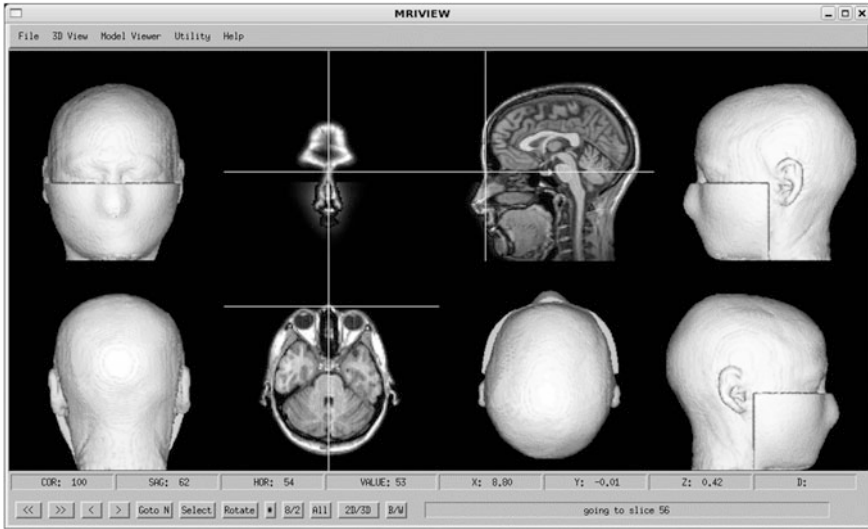 MRIVIEW
File 3D View Model Viewer Utility Help
COR: 100 SAG: 62 HOR: 54 VALUE: 53 X: 8.80 Y: -0.01 Z: 0.42 D:
<< >> < > Goto N Select Rotate * 8/2 All 2D/3D B/W going to slice 56